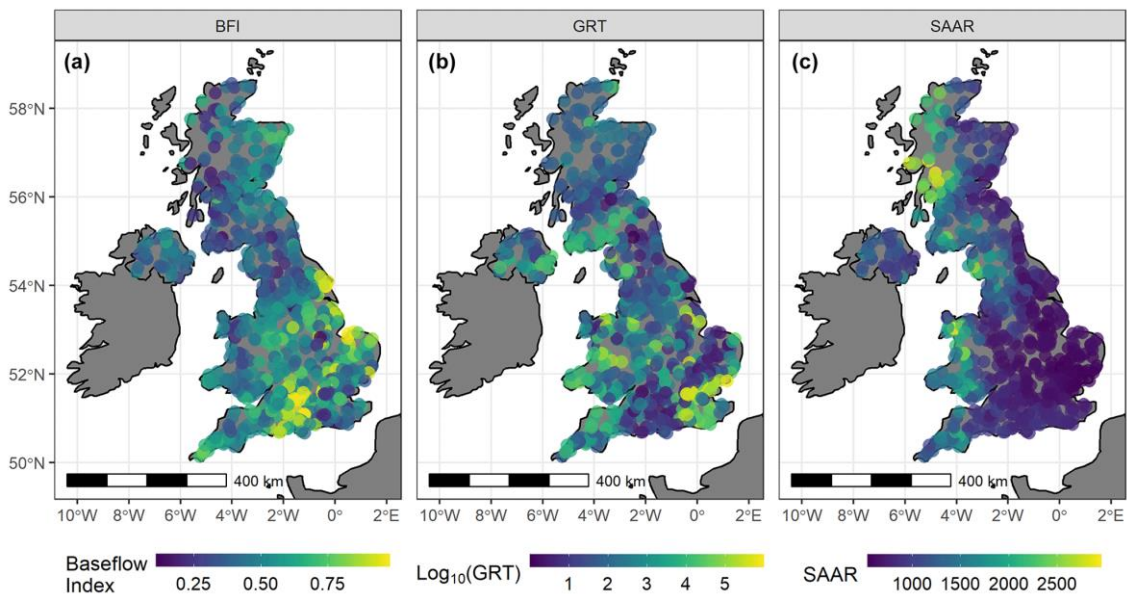 BFI
GRT
SAAR
(a)
(b)
(c)
58°N
56°N
54°N
52°N
50°N
400 km
400 km
400 km
10°W 8°W 6°W 4°W 2°W 0° 2°E
10°W 8°W 6°W 4°W 2°W 0° 2°E
10°W 8°W 6°W 4°W 2°W 0° 2°E
Baseflow
Index
0.25 0.50 0.75
Log₁₀(GRT)
1 2 3 4 5
SAAR
1000 1500 2000 2500